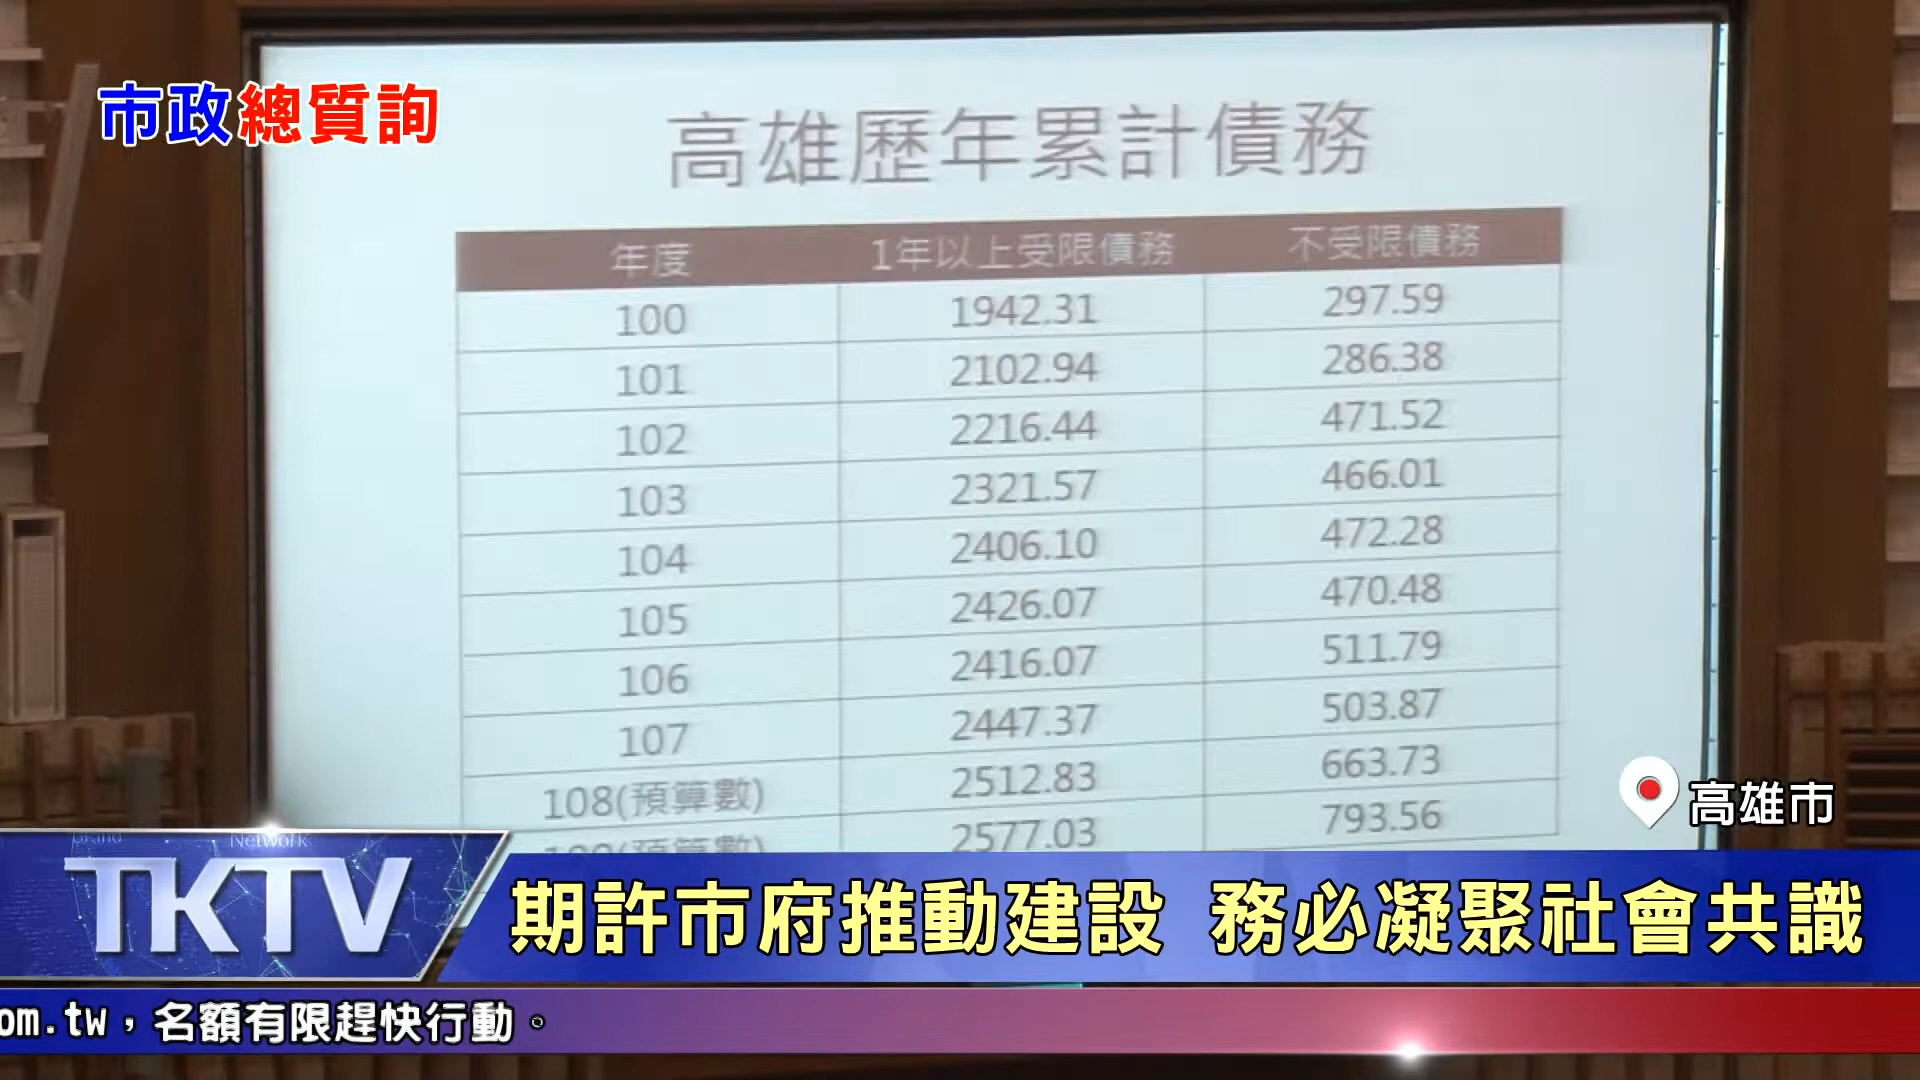 市政總質詢
高雄歷年累計債務
年度 1年以上受限債務 不受限債務
100 1942.31 297.59
101 2102.94 286.38
102 2216.44 471.52
103 2321.57 466.01
104 2406.10 472.28
105 2426.07 470.48
106 2416.07 511.79
107 2447.37 503.87
108(預算數) 2512.83 663.73
109(預算數) 2577.03 793.56
高雄市
Brand Network
TKTV
期許市府推動建設 務必凝聚社會共識
om.tw，名額有限趕快行動。